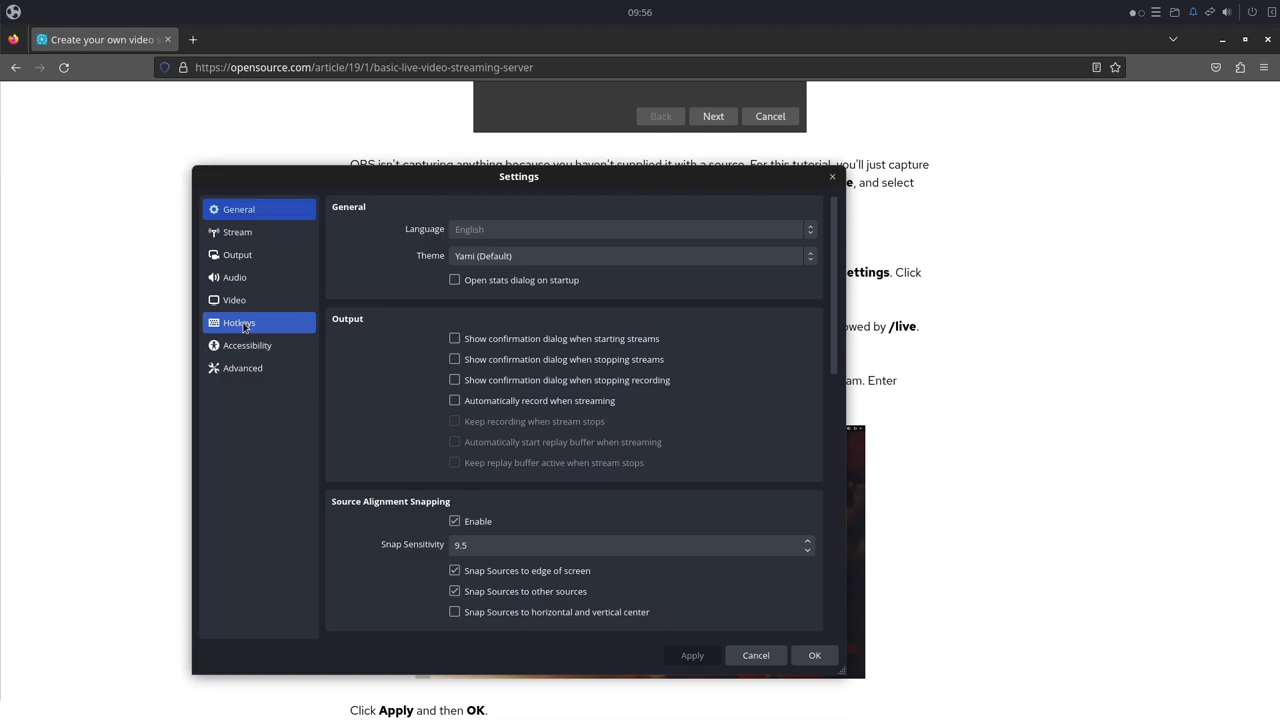 09:56
Create your own video s
https://opensource.com/article/19/1/basic-live-video-streaming-server
Back Next Cancel
OBS isn't capturing anything because you haven't supplied it with a source. For this tutorial, you'll just capture
e, and select
Settings
General
Stream
Output
Audio
Video
Hotkeys
Accessibility
Advanced
General
Language English
Theme Yami (Default)
Open stats dialog on startup
Output
Show confirmation dialog when starting streams
Show confirmation dialog when stopping streams
Show confirmation dialog when stopping recording
Automatically record when streaming
Keep recording when stream stops
Automatically start replay buffer when streaming
Keep replay buffer active when stream stops
Source Alignment Snapping
Enable
Snap Sensitivity 9.5
Snap Sources to edge of screen
Snap Sources to other sources
Snap Sources to horizontal and vertical center
Apply Cancel OK
ettings. Click
owed by /live.
am. Enter
Click Apply and then OK.